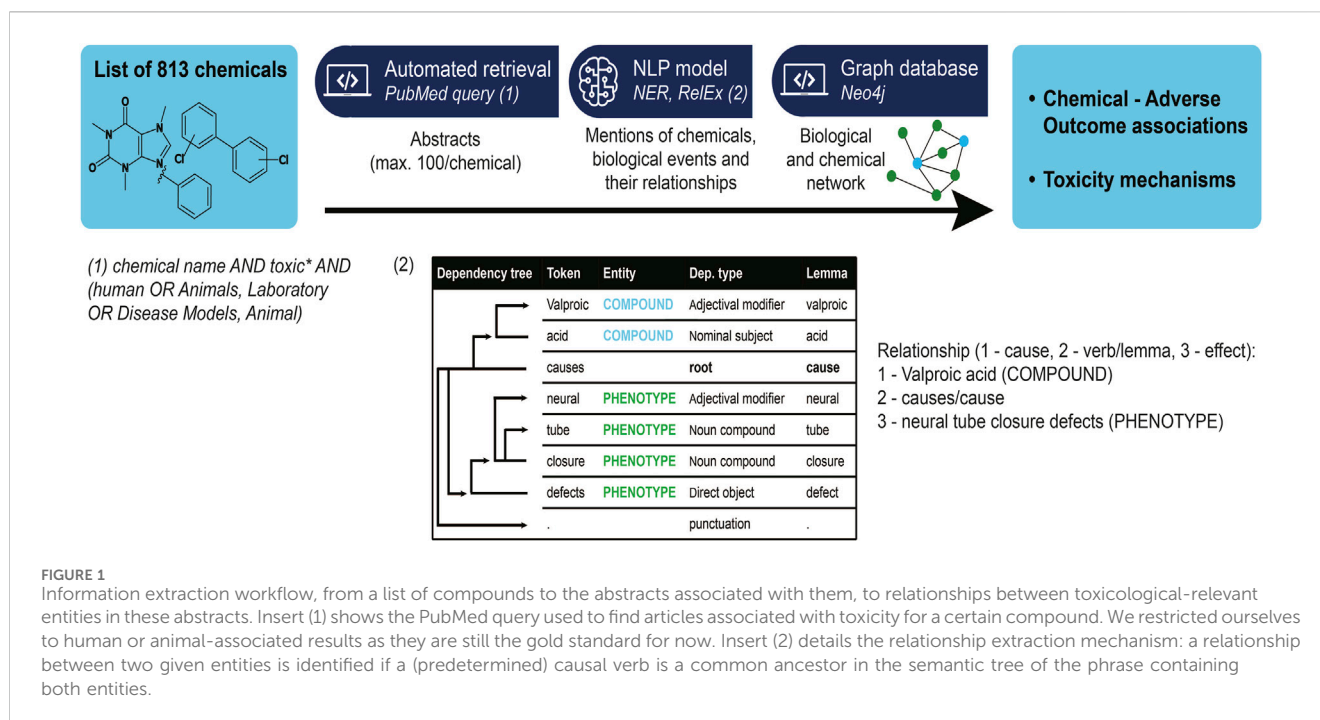 List of 813 chemicals
O
N
N
O
N
N
Cl
Cl
</>
Automated retrieval
PubMed query (1)
Abstracts
(max. 100/chemical)
NLP model
NER, RelEx (2)
Mentions of chemicals,
biological events and
their relationships
</>
Graph database
Neo4j
Biological
and chemical
network
• Chemical - Adverse
Outcome associations
• Toxicity mechanisms
(1) chemical name AND toxic* AND
(human OR Animals, Laboratory
OR Disease Models, Animal)
(2)
Dependency tree Token Entity Dep. type Lemma
Valproic COMPOUND Adjectival modifier valproic
acid COMPOUND Nominal subject acid
causes root cause
neural PHENOTYPE Adjectival modifier neural
tube PHENOTYPE Noun compound tube
closure PHENOTYPE Noun compound closure
defects PHENOTYPE Direct object defect
. punctuation .
Relationship (1 - cause, 2 - verb/lemma, 3 - effect):
1 - Valproic acid (COMPOUND)
2 - causes/cause
3 - neural tube closure defects (PHENOTYPE)
FIGURE 1
Information extraction workflow, from a list of compounds to the abstracts associated with them, to relationships between toxicological-relevant
entities in these abstracts. Insert (1) shows the PubMed query used to find articles associated with toxicity for a certain compound. We restricted ourselves
to human or animal-associated results as they are still the gold standard for now. Insert (2) details the relationship extraction mechanism: a relationship
between two given entities is identified if a (predetermined) causal verb is a common ancestor in the semantic tree of the phrase containing
both entities.